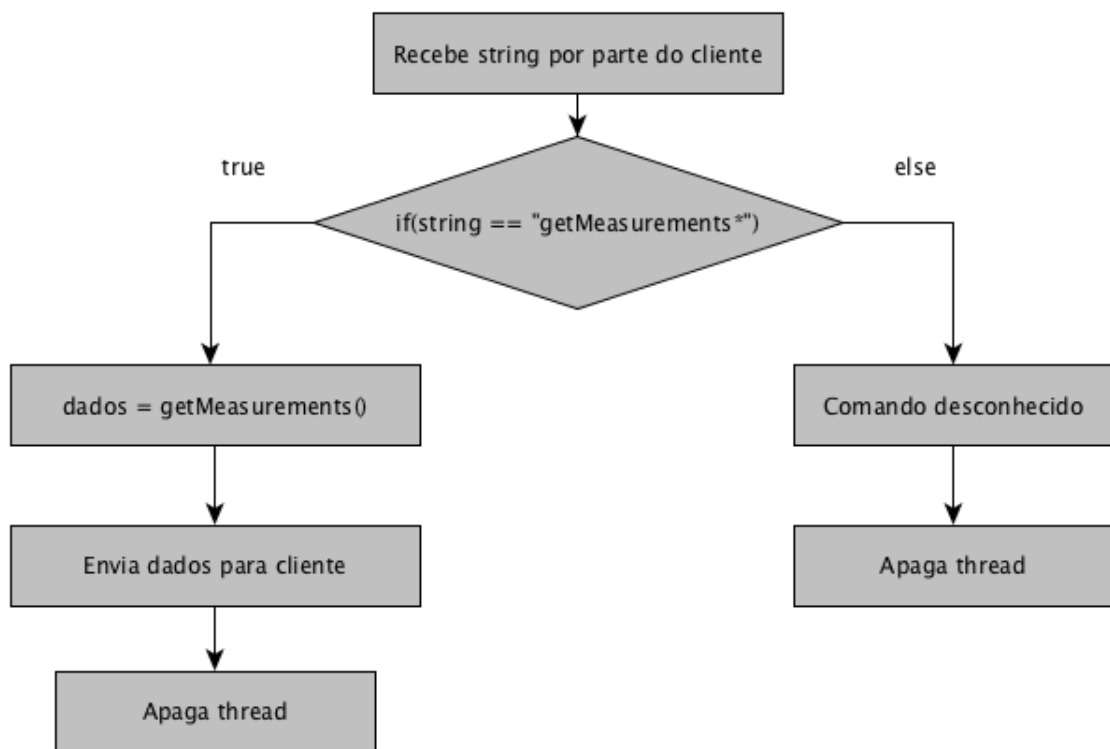 Recebe string por parte do cliente
true
else
if(string == "getMeasurements*")
dados = getMeasurements()
Comando desconhecido
Envia dados para cliente
Apaga thread
Apaga thread